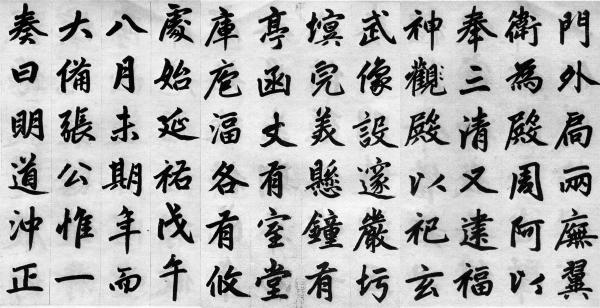 門外局兩廡翼
衛為殿周阿以
奉三清又建福
神觀殿以祀玄
武像設邃嚴圬
墁完美懸鐘有
亭函丈有室堂
庫庖湢各有攸
處始延祐戊午
八月未期年而
大備張公惟一
奏曰明道沖正